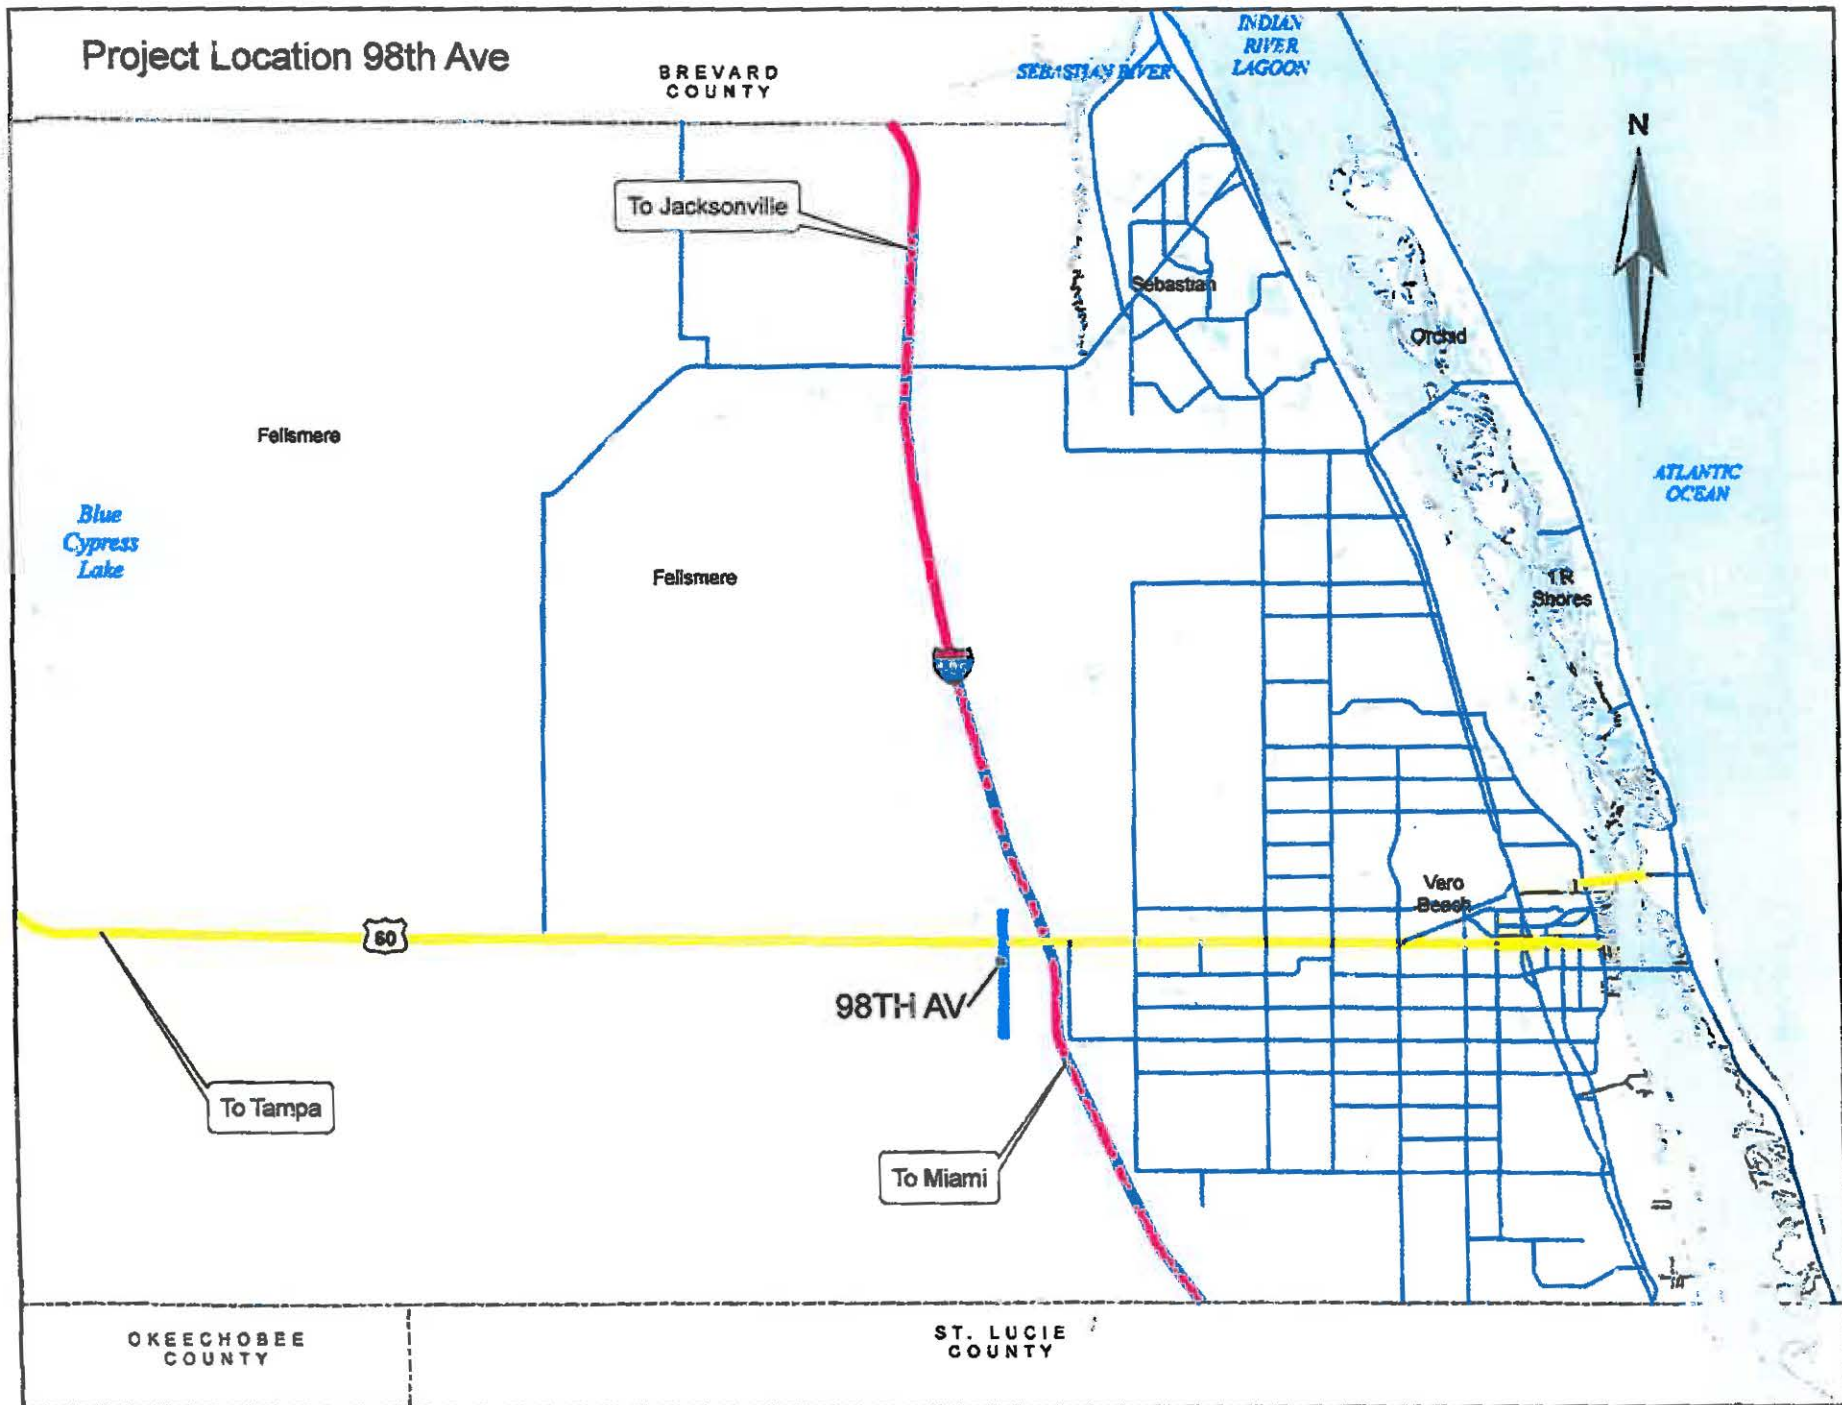 Project Location 98th Ave
BREVARD
COUNTY
SEBASTIAN RIVER
INDIAN
RIVER
LAGOON
N
To Jacksonville
Sebastian
Orchid
Fellsmere
ATLANTIC
OCEAN
Blue
Cypress
Lake
Fellsmere
I R
Shores
Vero
Beach
60
98TH AV
To Tampa
To Miami
OKEECHOBEE
COUNTY
ST. LUCIE
COUNTY